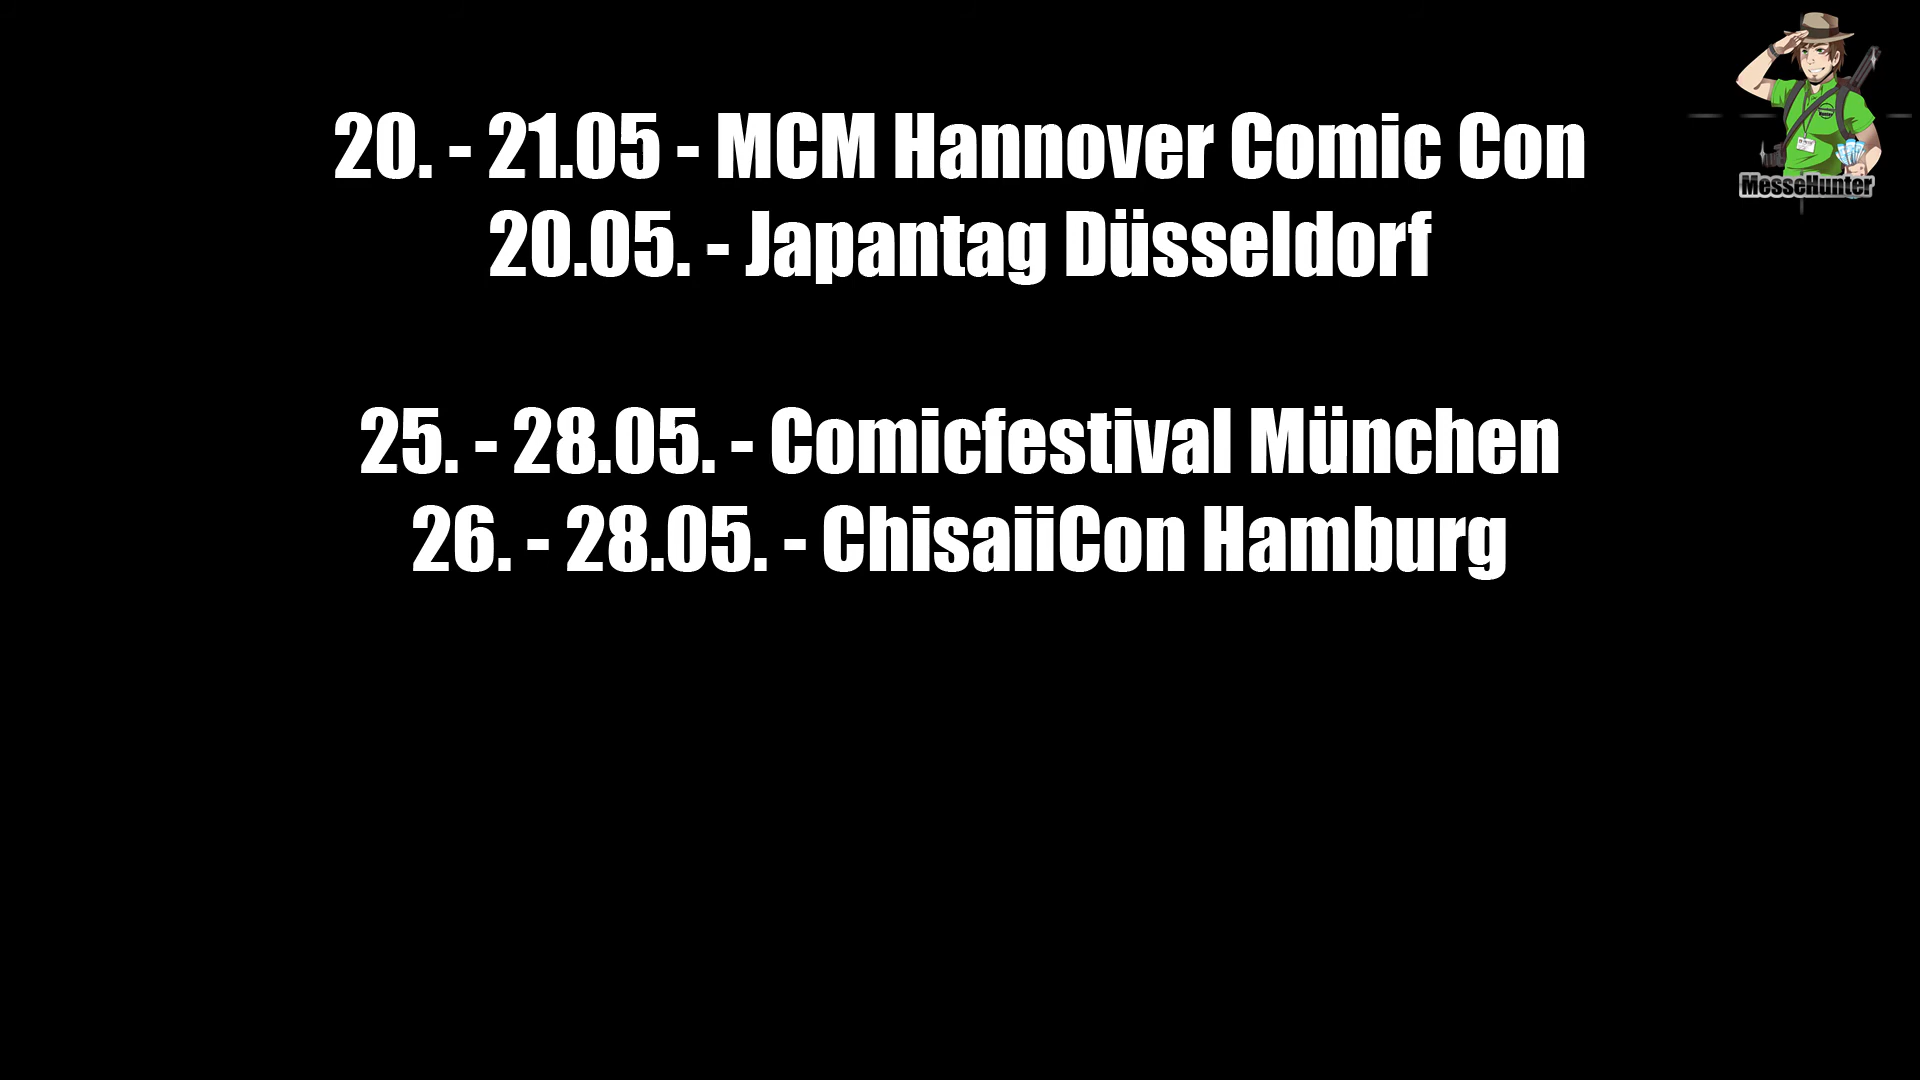 20. - 21.05 - MCM Hannover Comic Con
20.05. - Japantag Düsseldorf
25. - 28.05. - Comicfestival München
26. - 28.05. - ChisaiiCon Hamburg
MesseHunter